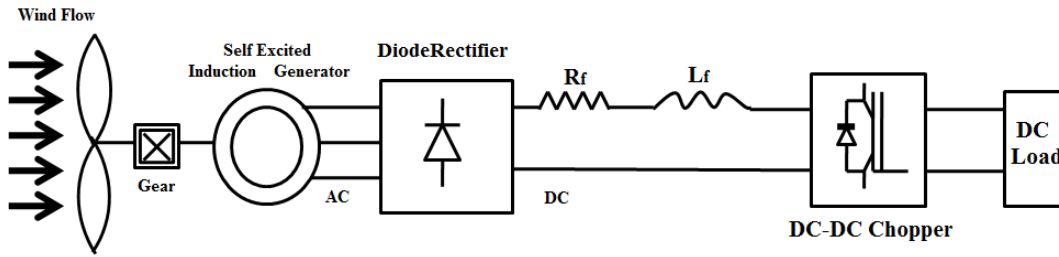 Wind Flow
Self Excited
Induction Generator
DiodeRectifier
Rf
Lf
DC
Load
Gear
AC
DC
DC-DC Chopper